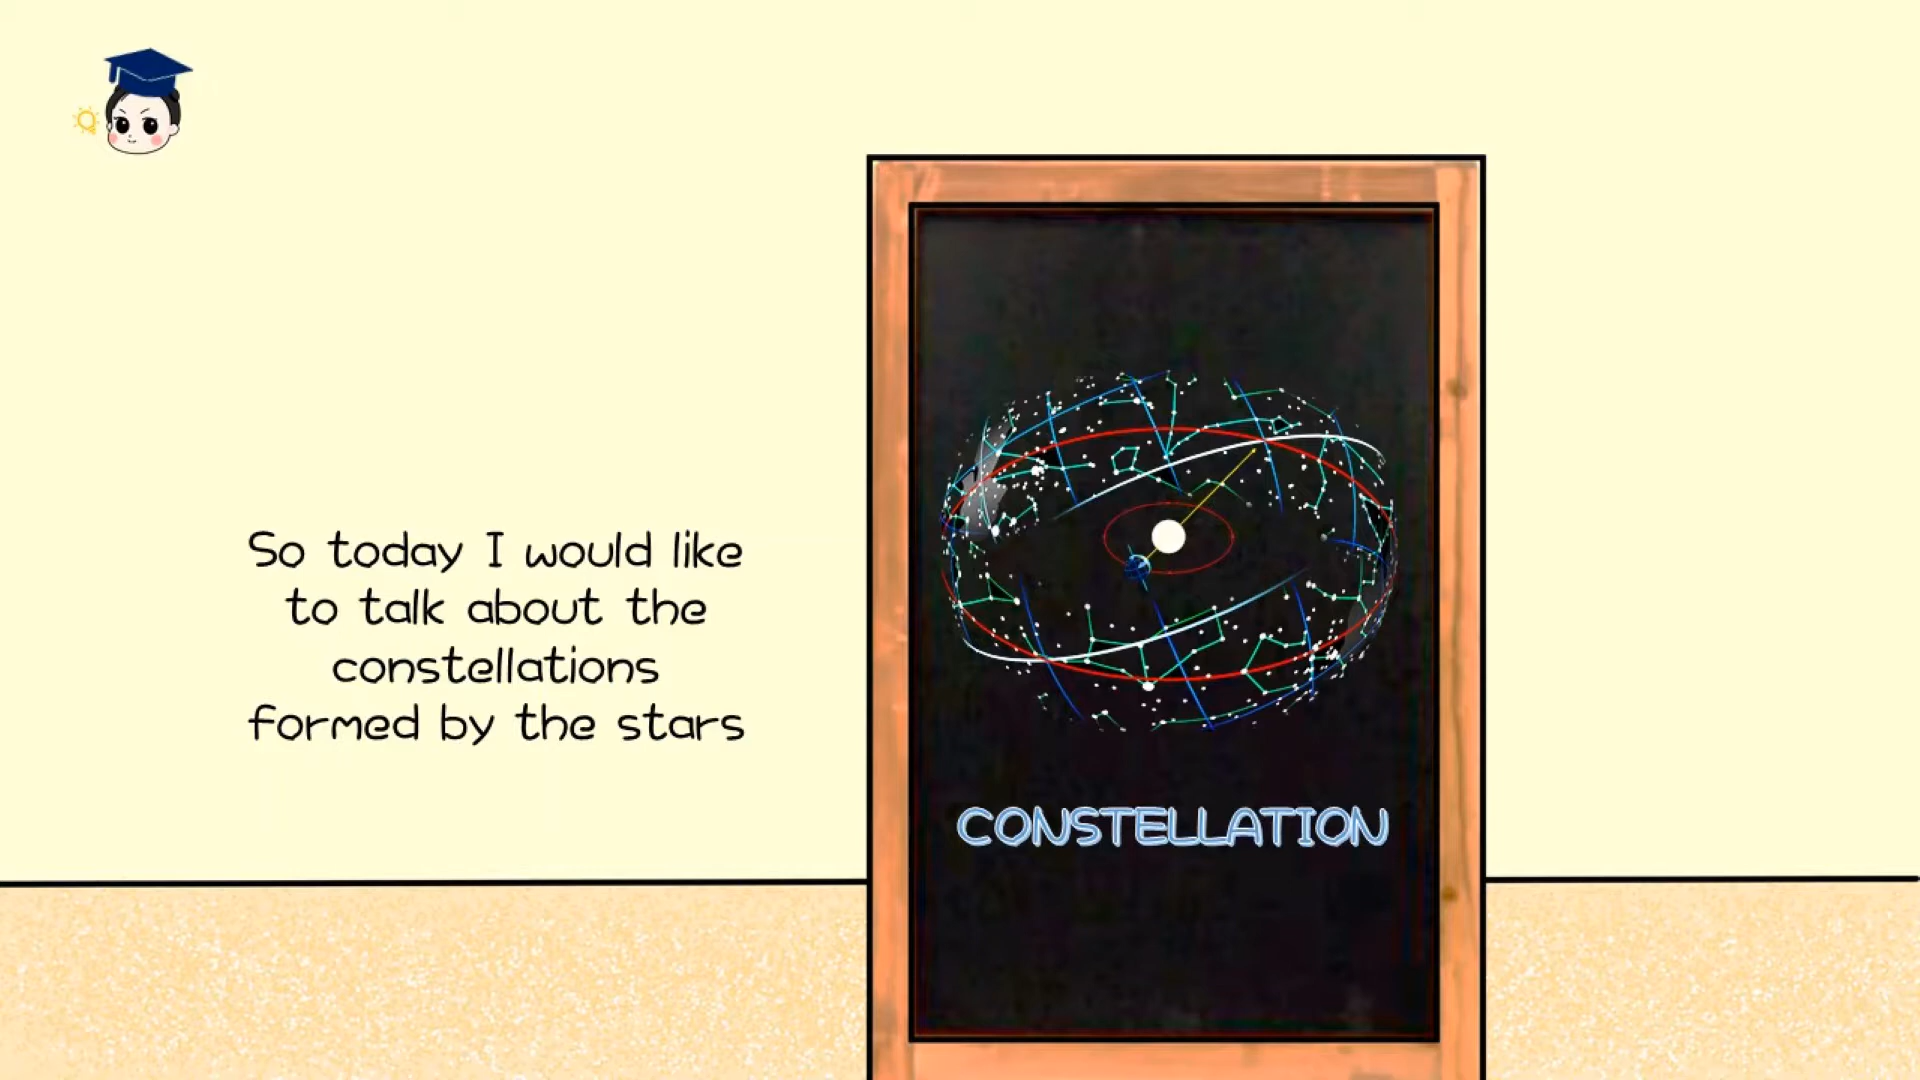 So today I would like
to talk about the
constellations
formed by the stars
CONSTELLATION